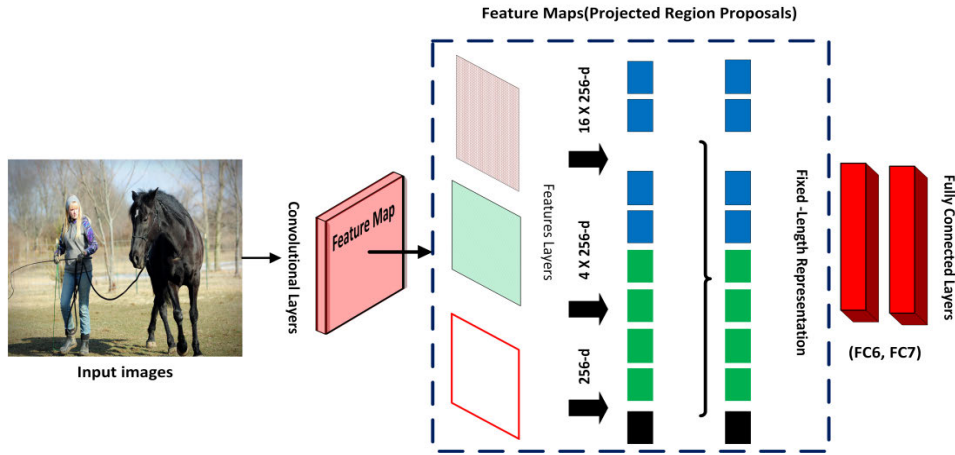 Feature Maps(Projected Region Proposals)
Input images
Convolutional Layers
Feature Map
Features Layers
16 X 256-d
4 X 256-d
256-d
Fixed -Length Representation
Fully Connected Layers
(FC6, FC7)